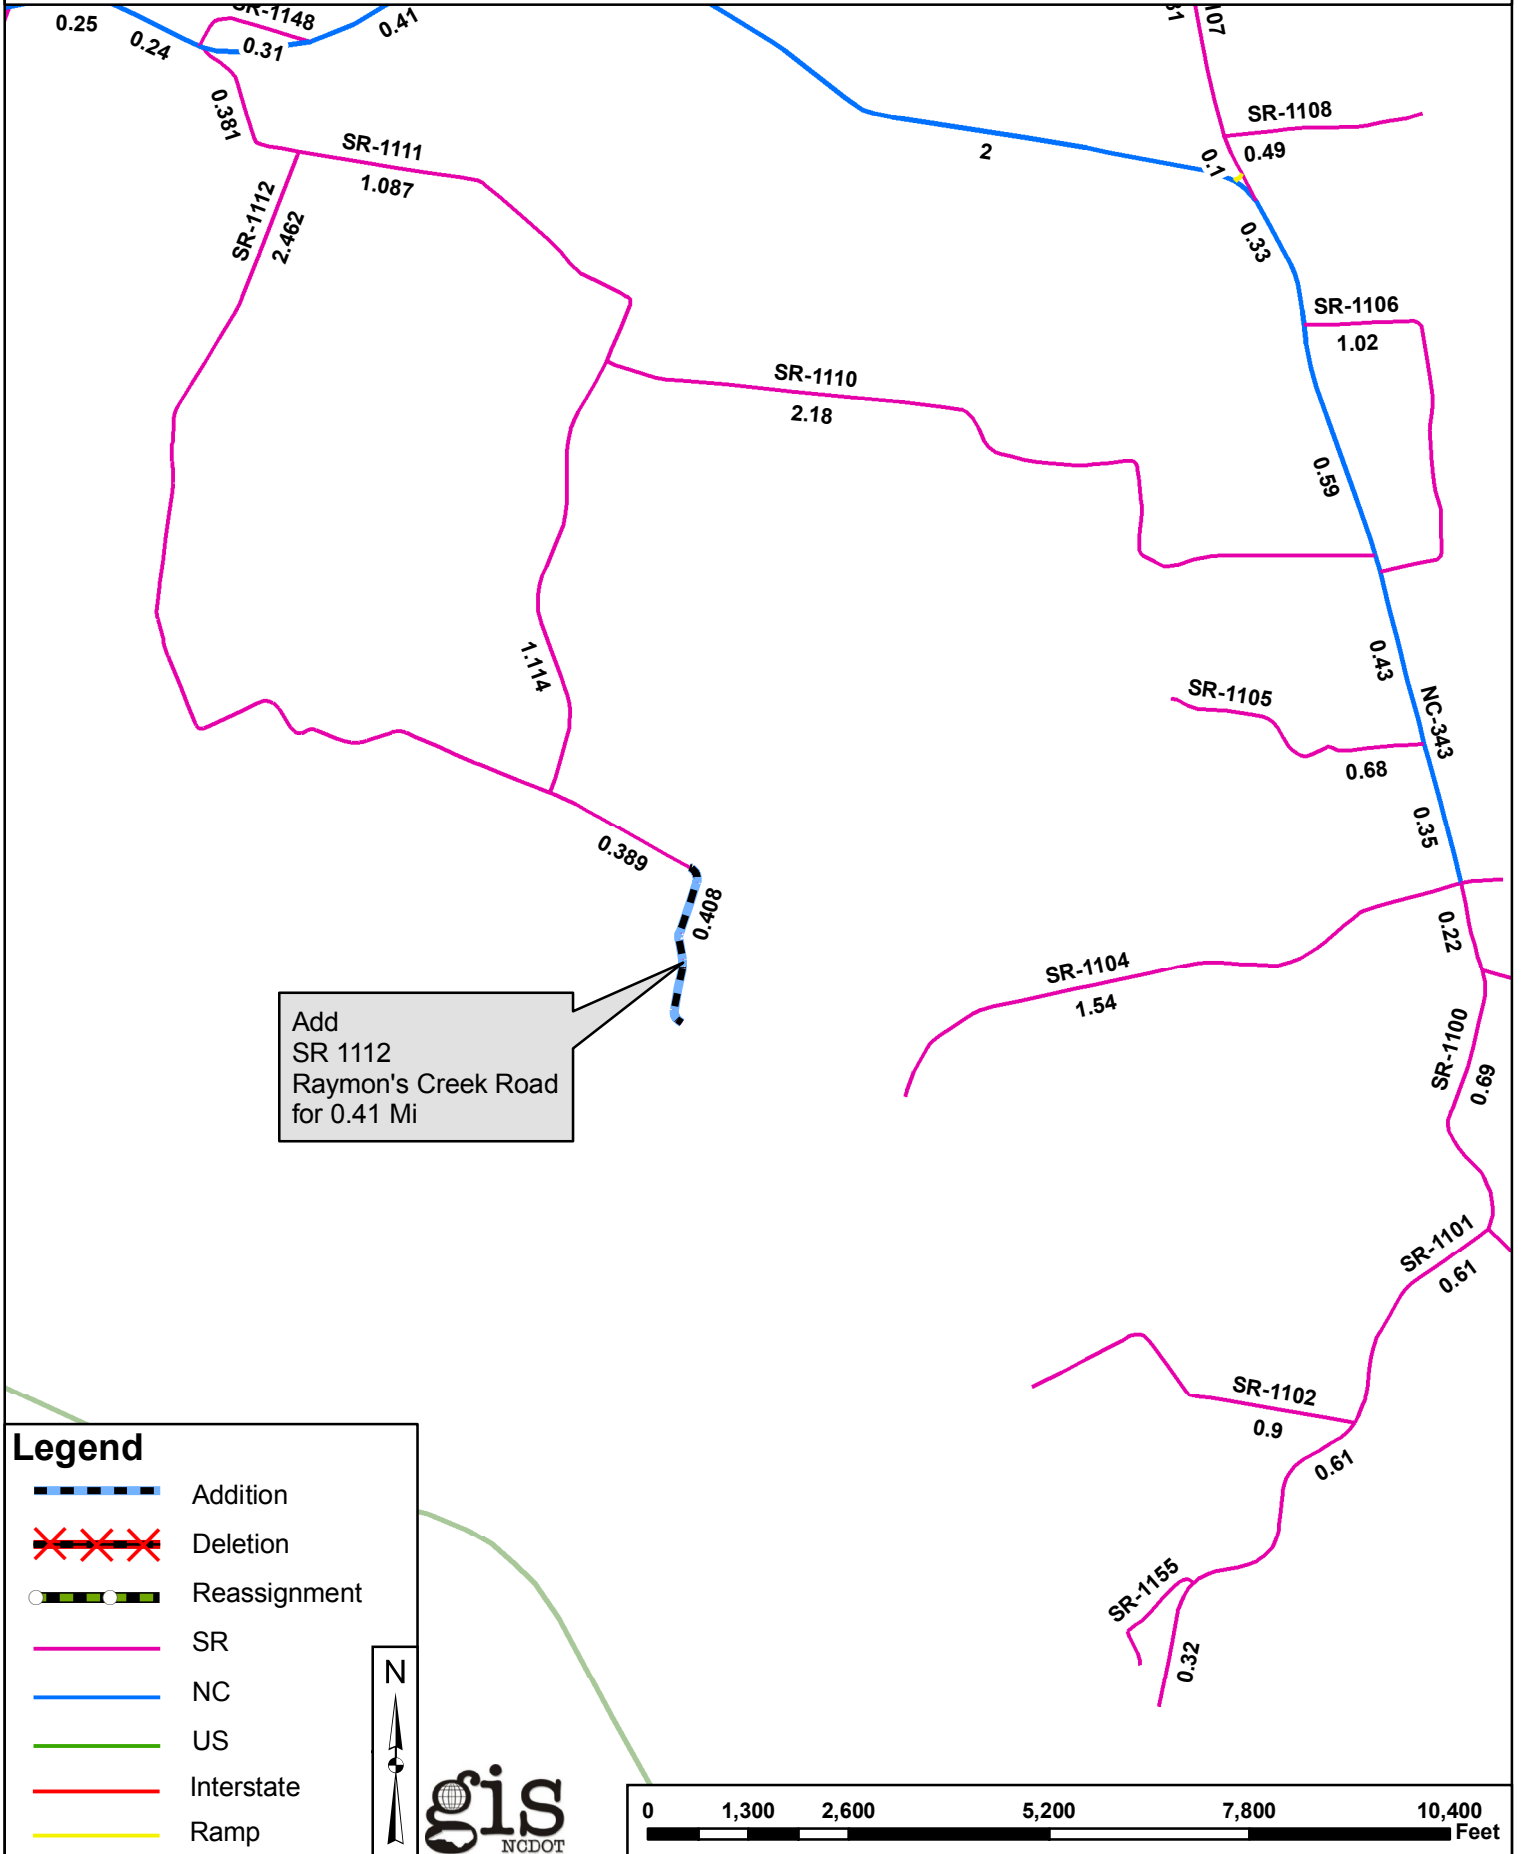 SR-1148
0.41
0.25
0.24
0.31
0.381
SR-1111
1.087
SR-1112
2.462
2
SR-1108
0.49
0.1
0.33
SR-1106
1.02
SR-1110
2.18
0.59
1.114
0.43
SR-1105
NC-343
0.68
0.35
0.389
0.408
0.22
SR-1104
1.54
SR-1100
0.69
Add
SR 1112
Raymon's Creek Road
for 0.41 Mi
SR-1101
0.61
SR-1102
0.9
0.61
SR-1155
0.32
Legend
Addition
Deletion
Reassignment
SR
NC
US
Interstate
Ramp
N
gis
NCDOT
0 1,300 2,600 5,200 7,800 10,400
Feet